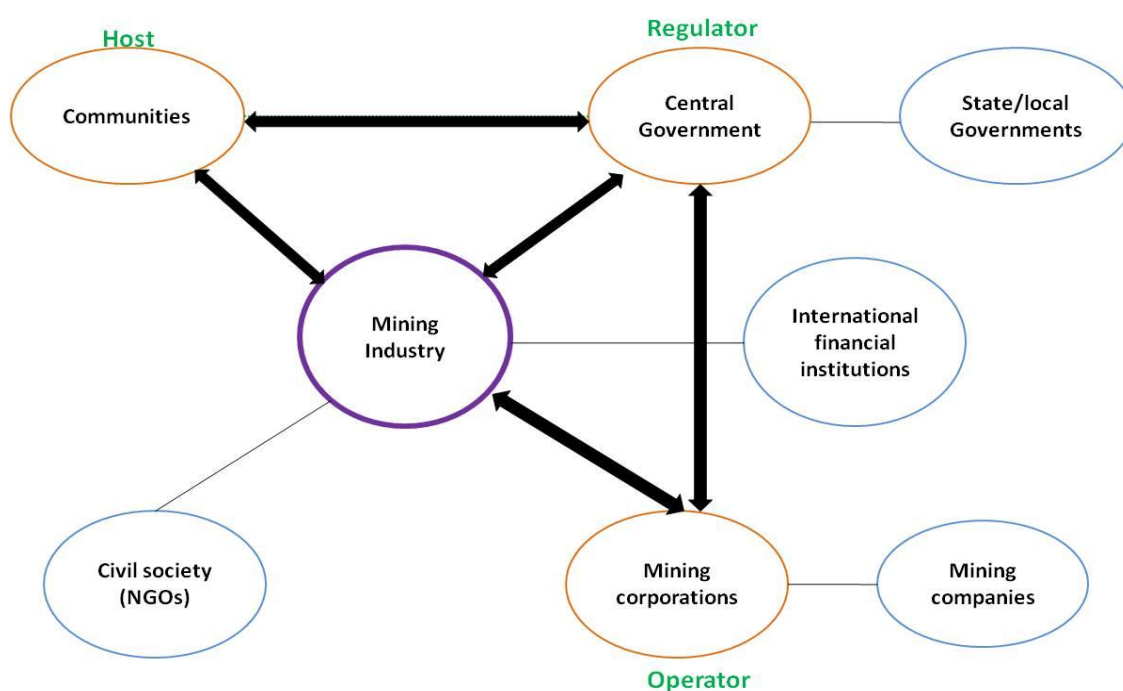 Host
Regulator
Communities
Central
Government
State/local
Governments
Mining
Industry
International
financial
institutions
Civil society
(NGOs)
Mining
corporations
Mining
companies
Operator